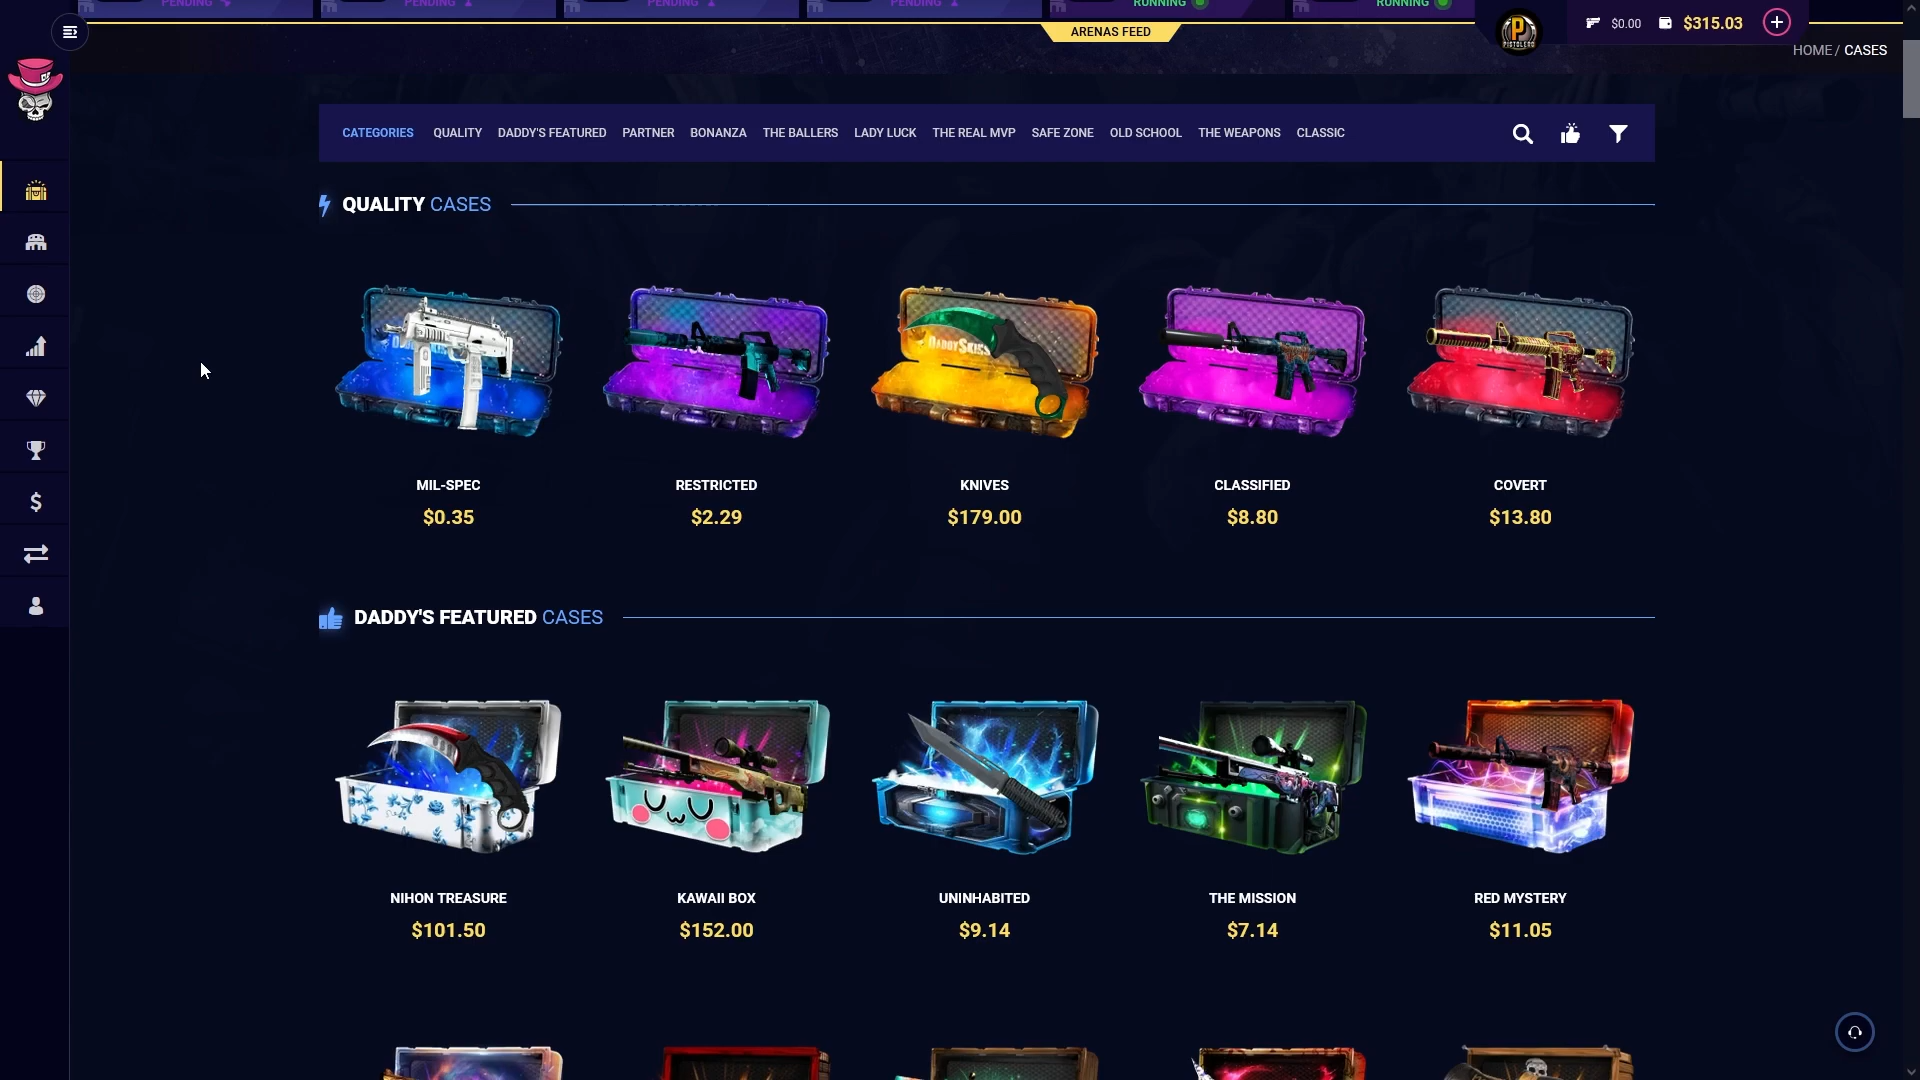 PENDING
PENDING
PENDING
PENDING
RUNNING
RUNNING
ARENAS FEED
$0.00
$315.03
PISTOLERO
HOME / CASES
CATEGORIES QUALITY DADDY'S FEATURED PARTNER BONANZA THE BALLERS LADY LUCK THE REAL MVP SAFE ZONE OLD SCHOOL THE WEAPONS CLASSIC
QUALITY CASES
DADDYSKINS
MIL-SPEC
$0.35
RESTRICTED
$2.29
KNIVES
$179.00
CLASSIFIED
$8.80
COVERT
$13.80
DADDY'S FEATURED CASES
NIHON TREASURE
$101.50
KAWAII BOX
$152.00
UNINHABITED
$9.14
THE MISSION
$7.14
RED MYSTERY
$11.05